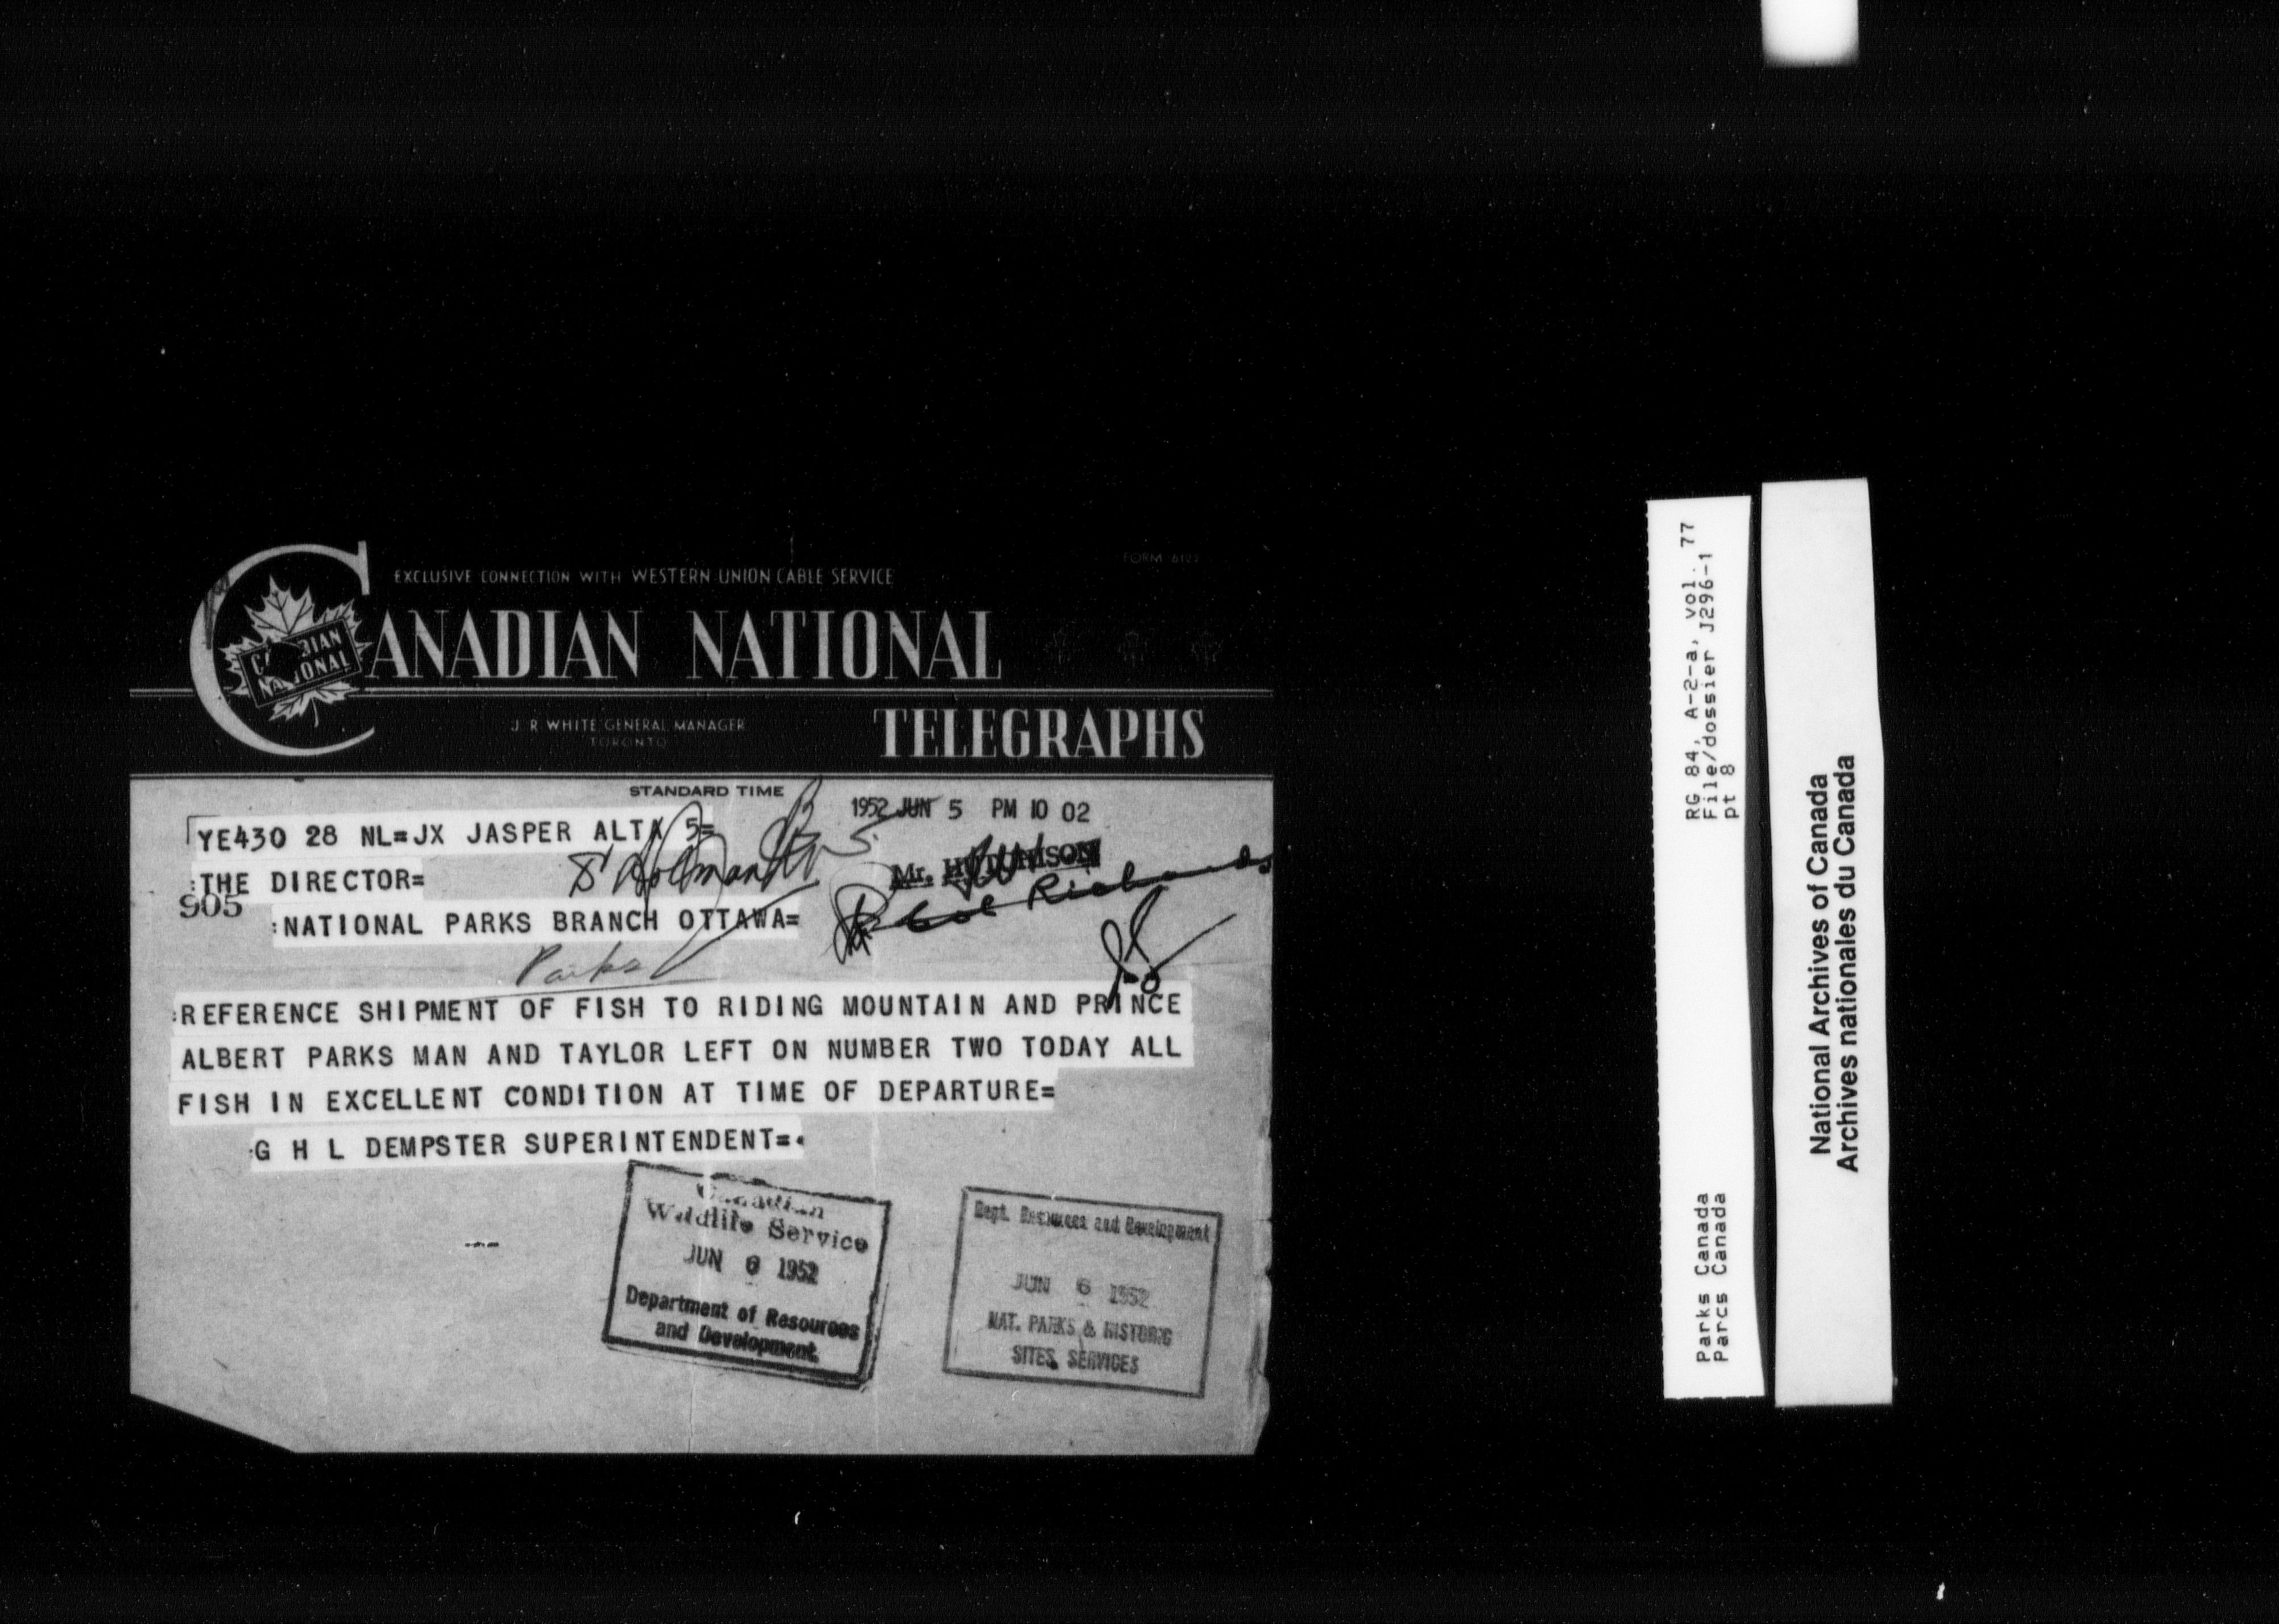 EXCLUSIVE CONNECTION WITH WESTERN UNION CABLE SERVICE
FORM 6122
CANADIAN NATIONAL
CANADIAN NATIONAL
TELEGRAPHS
J. R. WHITE GENERAL MANAGER
TORONTO
STANDARD TIME
1952 JUN 5 PM 10 02
YE430 28 NL=JX JASPER ALTA 5=
Mr. HUTCHISON
:THE DIRECTOR=
Col Richards
905
:NATIONAL PARKS BRANCH OTTAWA=
Parks
:REFERENCE SHIPMENT OF FISH TO RIDING MOUNTAIN AND PRINCE
ALBERT PARKS MAN AND TAYLOR LEFT ON NUMBER TWO TODAY ALL
FISH IN EXCELLENT CONDITION AT TIME OF DEPARTURE=
:G H L DEMPSTER SUPERINTENDENT=.
Canadian
Wildlife Service
JUN 6 1952
Department of Resources
and Development.
Dept. Resources and Development
JUN 6 1952
NAT. PARKS & HISTORIC
SITES SERVICES
RG 84, A-2-a, vol. 77
File/dossier J296-1
pt 8
Parks Canada
Parcs Canada
National Archives of Canada
Archives nationales du Canada